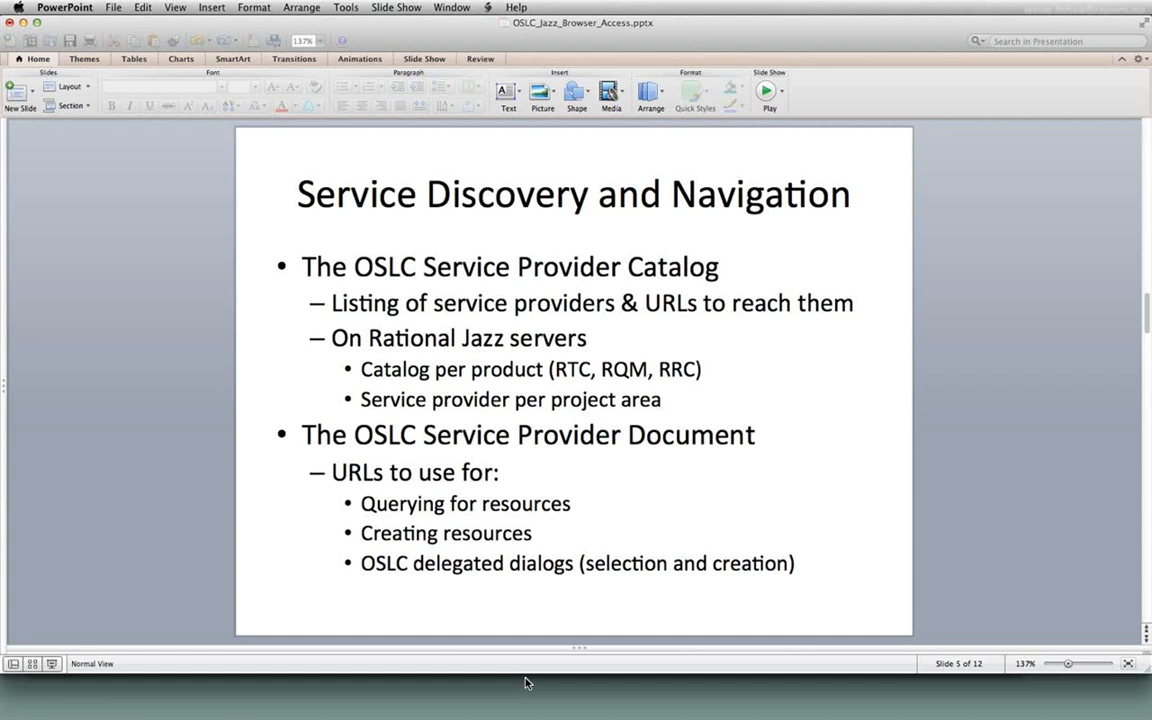 PowerPoint File Edit View Insert Format Arrange Tools Slide Show Window Help
OSLC_Jazz_Browser_Access.pptx
137%
Search in Presentation
Home Themes Tables Charts SmartArt Transitions Animations Slide Show Review
Slides Font Paragraph Insert Format Slide Show
New Slide Layout Section
B I U ABC
Text Picture Shape Media Arrange Quick Styles Play
Service Discovery and Navigation
• The OSLC Service Provider Catalog
– Listing of service providers & URLs to reach them
– On Rational Jazz servers
• Catalog per product (RTC, RQM, RRC)
• Service provider per project area
• The OSLC Service Provider Document
– URLs to use for:
• Querying for resources
• Creating resources
• OSLC delegated dialogs (selection and creation)
Normal View Slide 5 of 12 137%